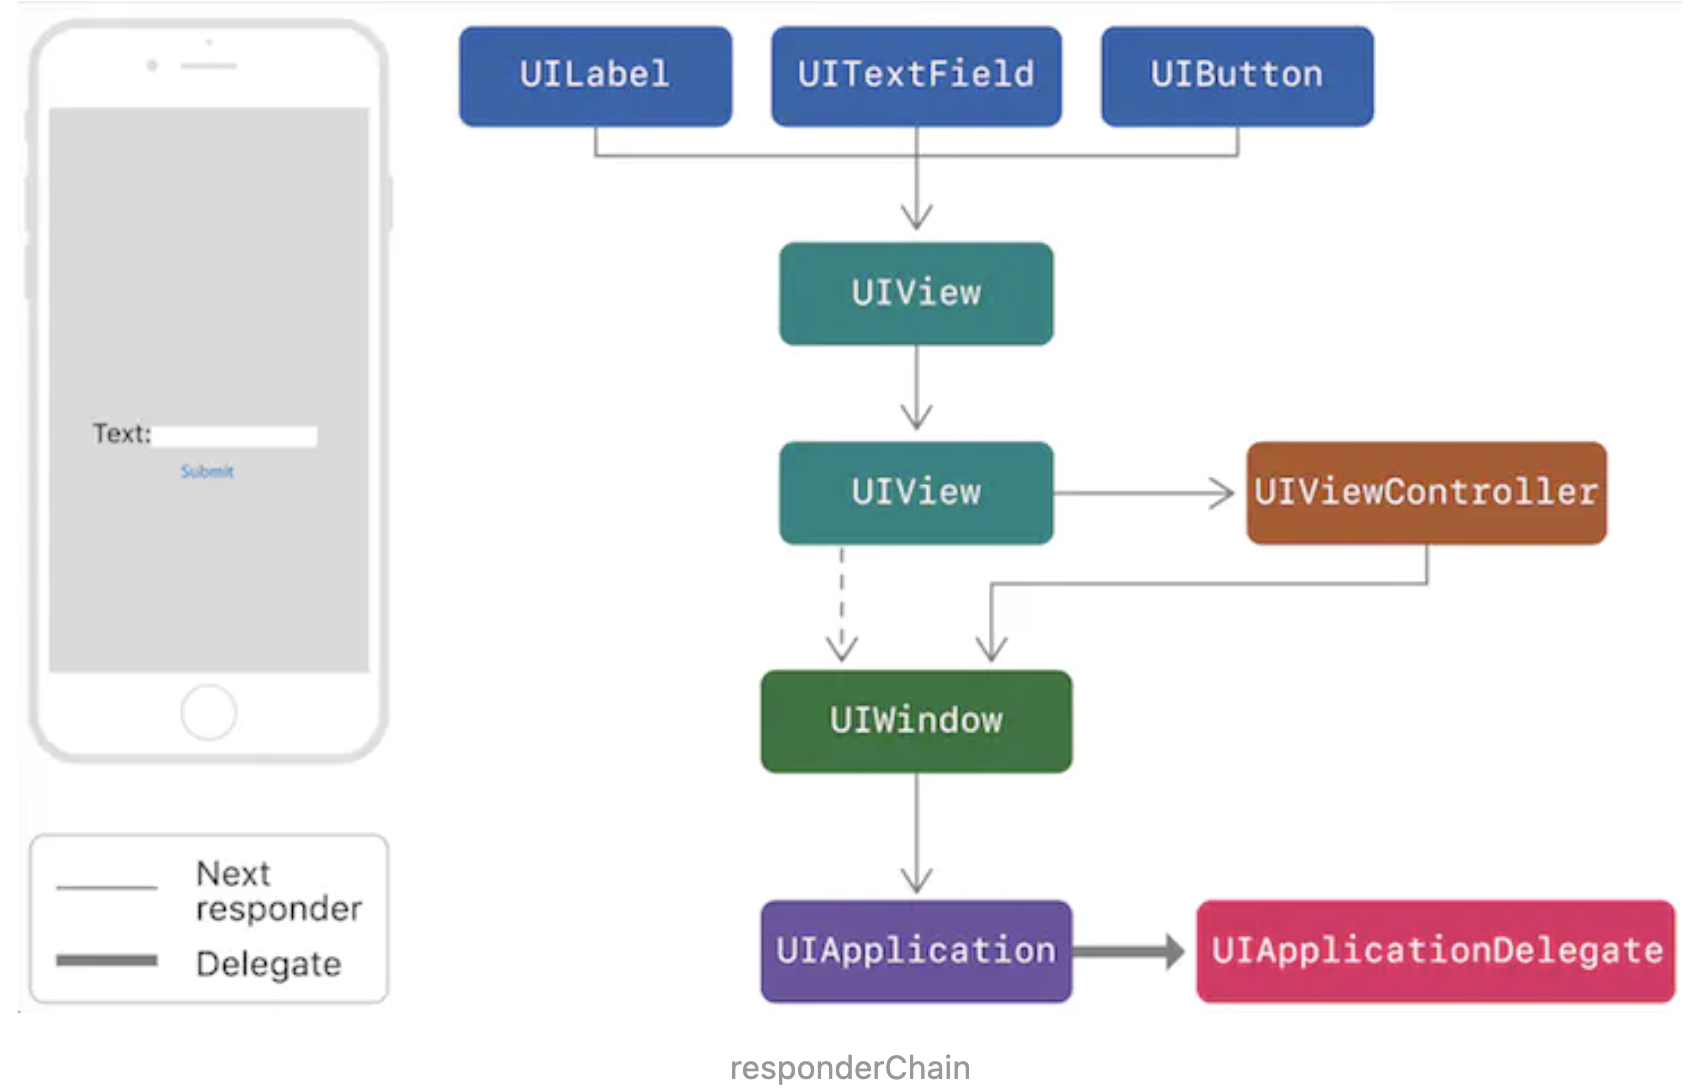 UILabel
UITextField
UIButton
UIView
Text:
Submit
UIView
UIViewController
UIWindow
Next
responder
Delegate
UIApplication
UIApplicationDelegate
responderChain